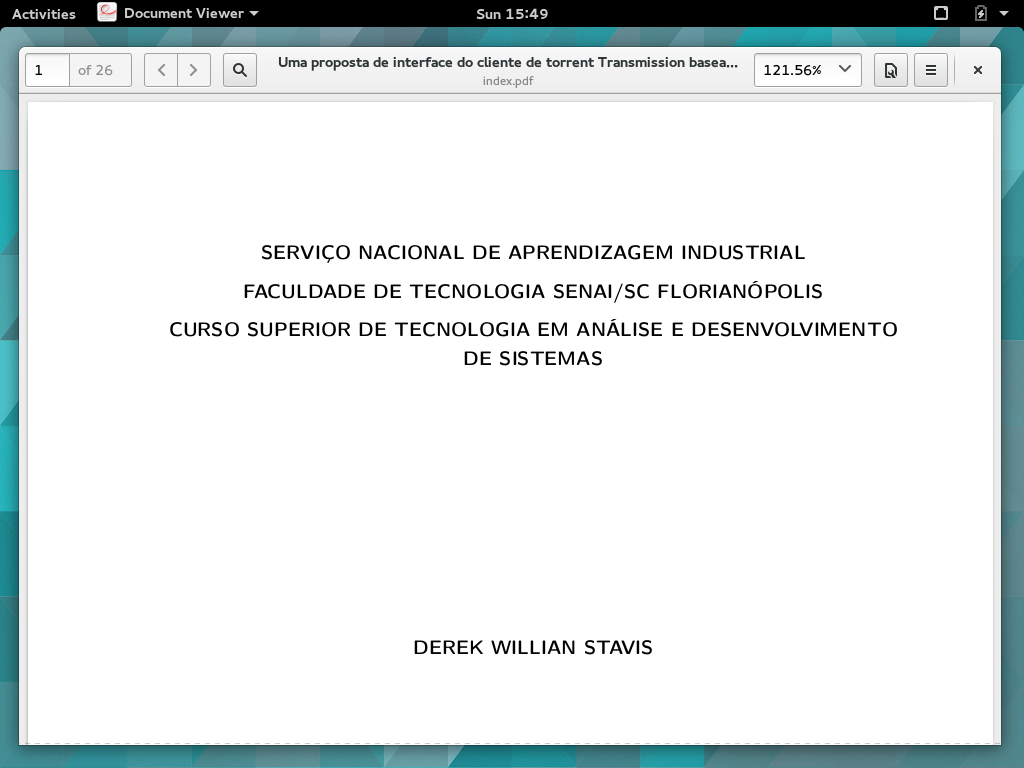 Activities Document Viewer Sun 15:49
1 of 26 Uma proposta de interface do cliente de torrent Transmission basea... 121.56%
index.pdf
SERVIÇO NACIONAL DE APRENDIZAGEM INDUSTRIAL
FACULDADE DE TECNOLOGIA SENAI/SC FLORIANÓPOLIS
CURSO SUPERIOR DE TECNOLOGIA EM ANÁLISE E DESENVOLVIMENTO
DE SISTEMAS
DEREK WILLIAN STAVIS